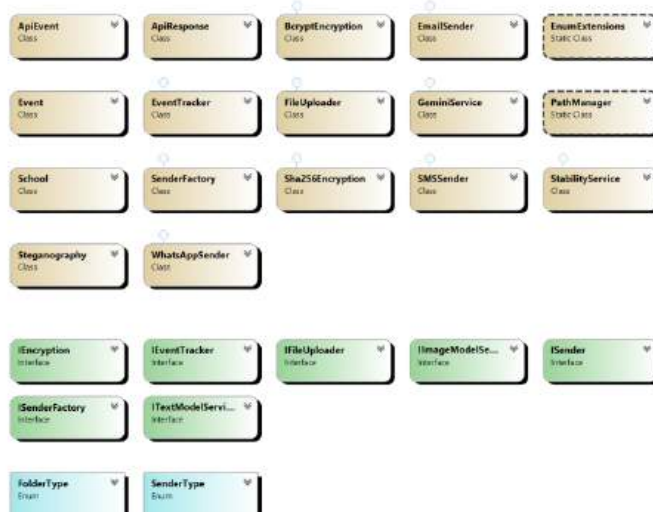 ApiEvent
Class
ApiResponse
Class
BcryptEncryption
Class
EmailSender
Class
EnumExtensions
Static Class
Event
Class
EventTracker
Class
FileUploader
Class
GeminiService
Class
PathManager
Static Class
School
Class
SenderFactory
Class
Sha256Encryption
Class
SMSSender
Class
StabilityService
Class
Steganography
Class
WhatsAppSender
Class
IEncryption
Interface
IEventTracker
Interface
IFileUploader
Interface
IImageModelSe...
Interface
ISender
Interface
ISenderFactory
Interface
ITextModelServi...
Interface
FolderType
Enum
SenderType
Enum